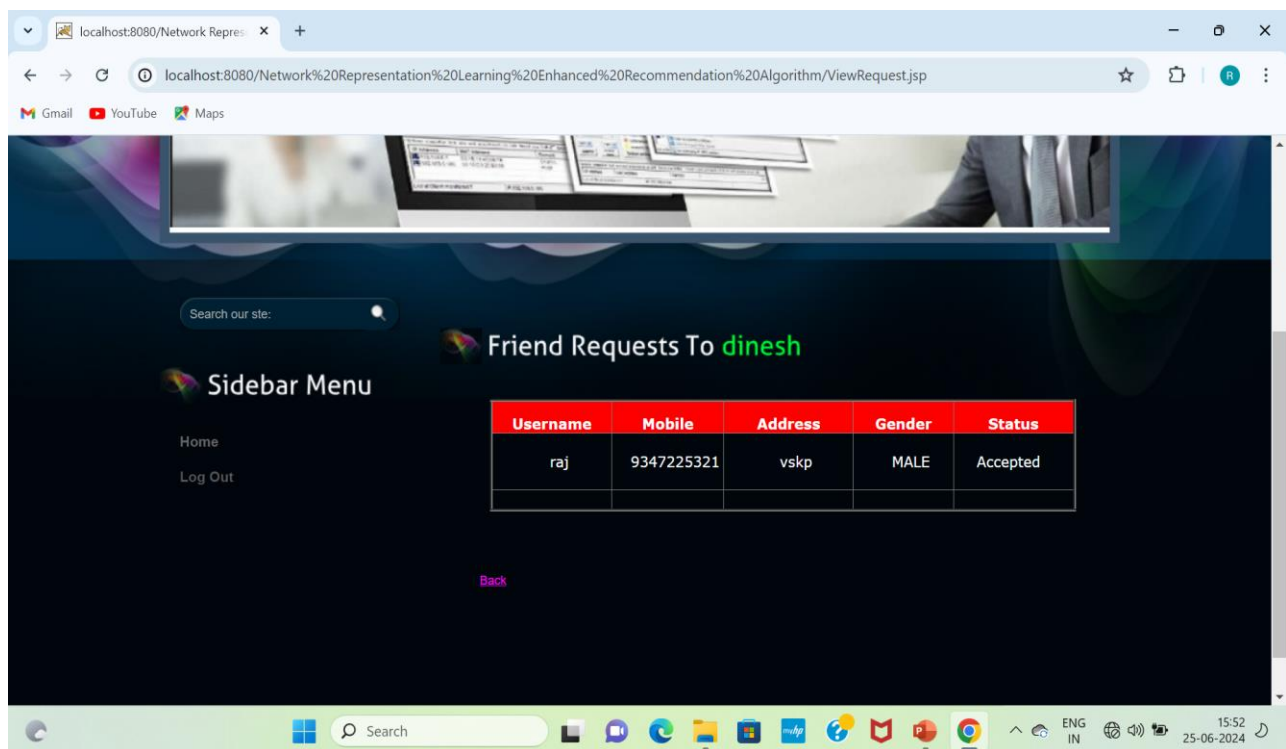 localhost:8080/Network Repres
localhost:8080/Network%20Representation%20Learning%20Enhanced%20Recommendation%20Algorithm/ViewRequest.jsp
R
Gmail YouTube Maps
Search our ste:
Friend Requests To dinesh
Sidebar Menu
Home
Log Out
Username Mobile Address Gender Status
raj 9347225321 vskp MALE Accepted
Back
Search
ENG
IN
15:52
25-06-2024